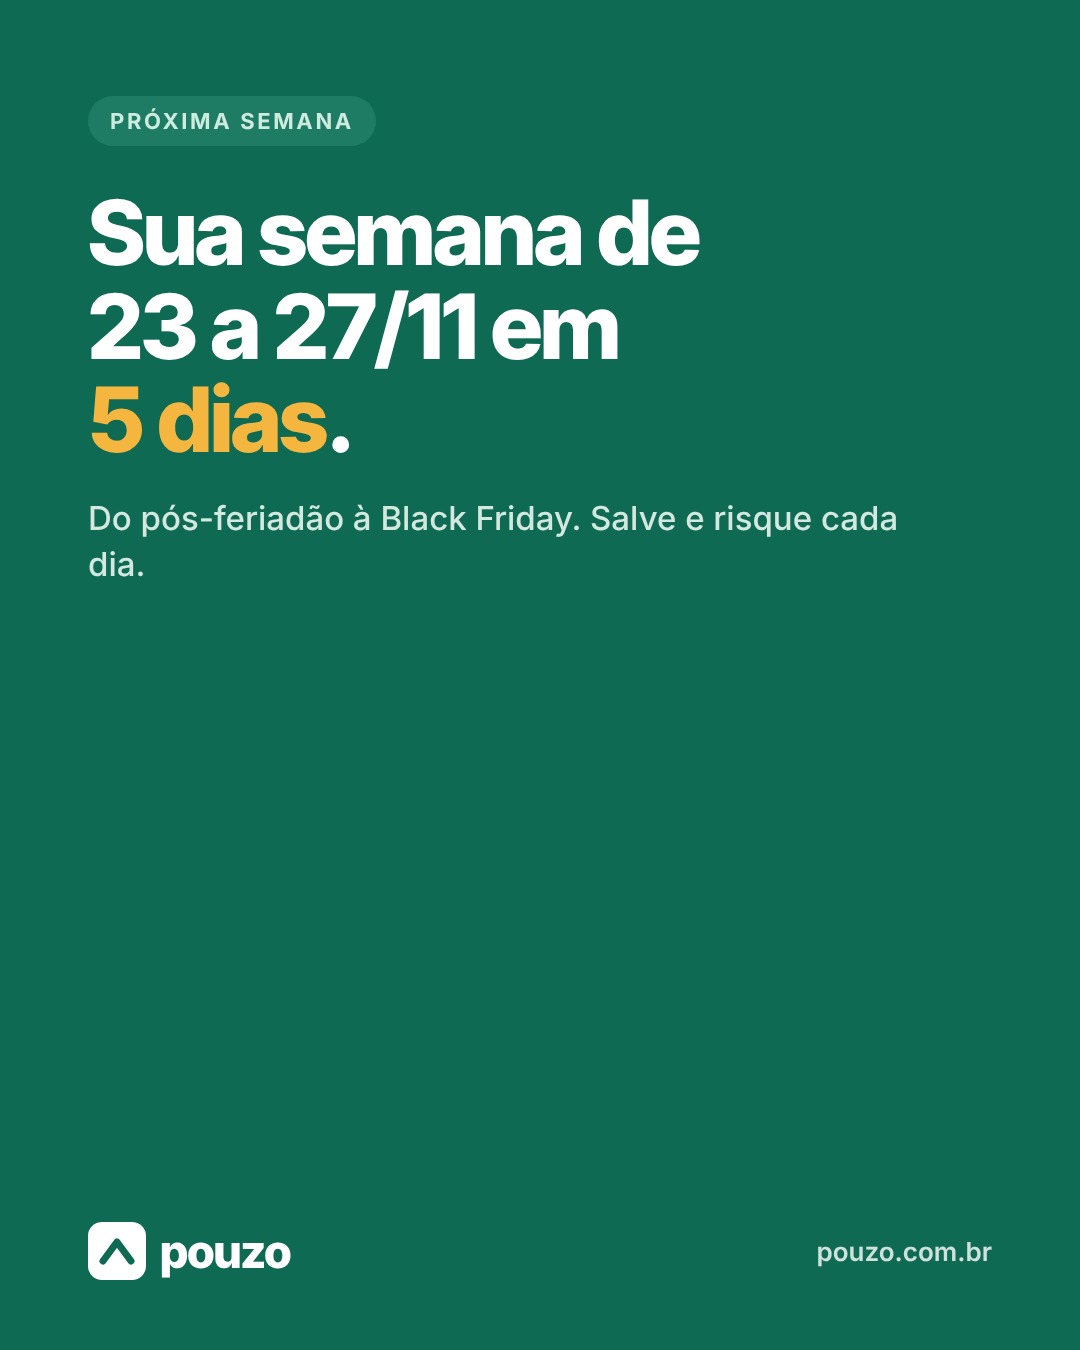 PRÓXIMA SEMANA
Sua semana de
23 a 27/11 em
5 dias.
Do pós-feriadão à Black Friday. Salve e risque cada
dia.
pouzo
pouzo.com.br